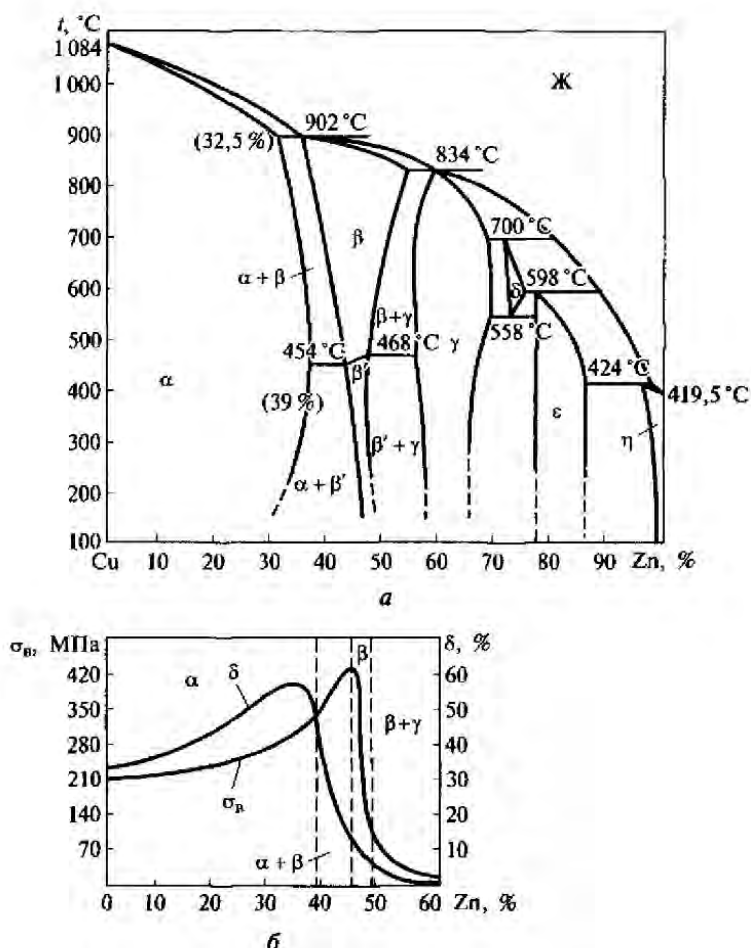 t, °C
1 084
1 000
900
800
700
600
500
400
300
200
100
Ж
902 °C
(32,5 %)
834 °C
β
700 °C
α + β
598 °C
δ
β+γ
454 °C
468 °C
γ
558 °C
β'
α
424 °C
(39 %)
419,5 °C
ε
η
β' + γ
α + β'
Cu 10 20 30 40 50 60 70 80 90 Zn, %
а
σв, МПа
δ, %
420
350
280
210
140
70
60
50
40
30
20
10
α
δ
β
β+γ
σв
α + β
0 10 20 30 40 50 60 Zn, %
б